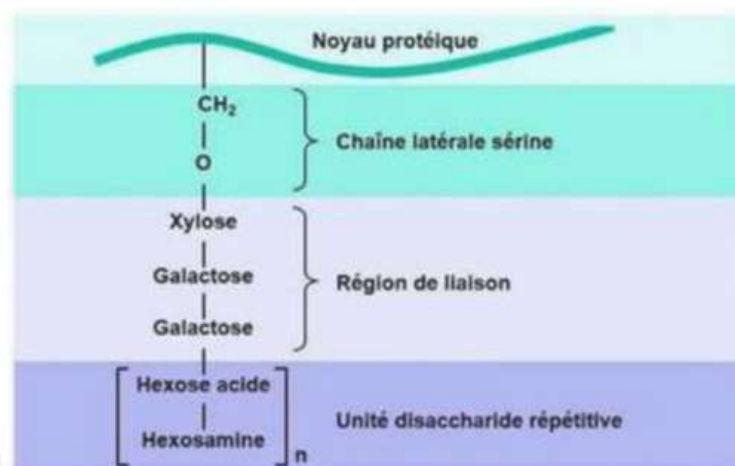 Noyau protéique
CH₂
O
Chaîne latérale sérine
Xylose
Galactose
Galactose
Région de liaison
Hexose acide
Hexosamine
n
Unité disaccharide répétitive